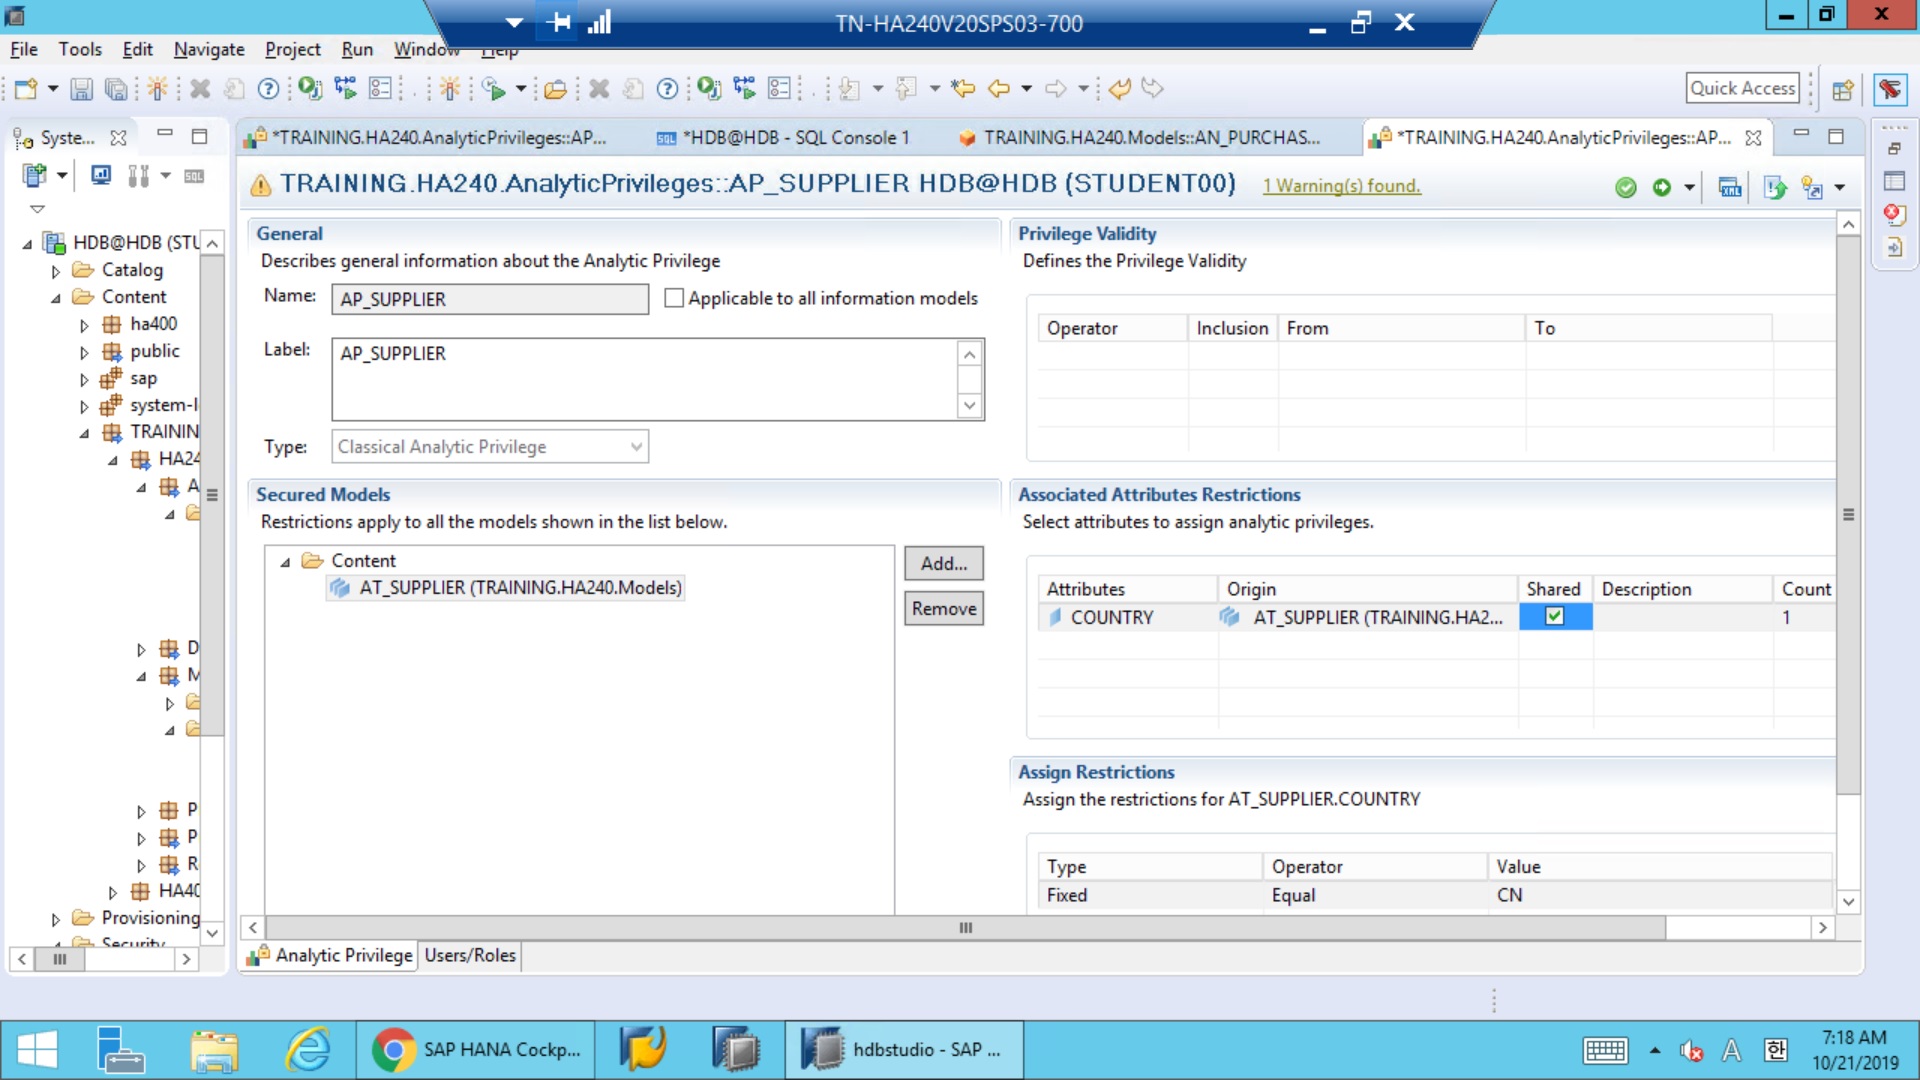 TN-HA240V20SPS03-700
File Tools Edit Navigate Project Run Window Help
Quick Access
Syste...
*TRAINING.HA240.AnalyticPrivileges::AP...
SQL *HDB@HDB - SQL Console 1
TRAINING.HA240.Models::AN_PURCHAS...
*TRAINING.HA240.AnalyticPrivileges::AP...
SQL
TRAINING.HA240.AnalyticPrivileges::AP_SUPPLIER HDB@HDB (STUDENT00) 1 Warning(s) found.
XML
HDB@HDB (STU
Catalog
Content
ha400
public
sap
system-l
TRAININ
HA24
A
D
M
P
P
R
HA40
Provisioning
Security
General
Describes general information about the Analytic Privilege
Name: AP_SUPPLIER Applicable to all information models
Label: AP_SUPPLIER
Type: Classical Analytic Privilege
Secured Models
Restrictions apply to all the models shown in the list below.
Content
AT_SUPPLIER (TRAINING.HA240.Models)
Add...
Remove
Privilege Validity
Defines the Privilege Validity
Operator Inclusion From To
Associated Attributes Restrictions
Select attributes to assign analytic privileges.
Attributes Origin Shared Description Count
COUNTRY AT_SUPPLIER (TRAINING.HA2... 1
Assign Restrictions
Assign the restrictions for AT_SUPPLIER.COUNTRY
Type Operator Value
Fixed Equal CN
Analytic Privilege Users/Roles
SAP HANA Cockp...
hdbstudio - SAP ...
A 한
7:18 AM
10/21/2019